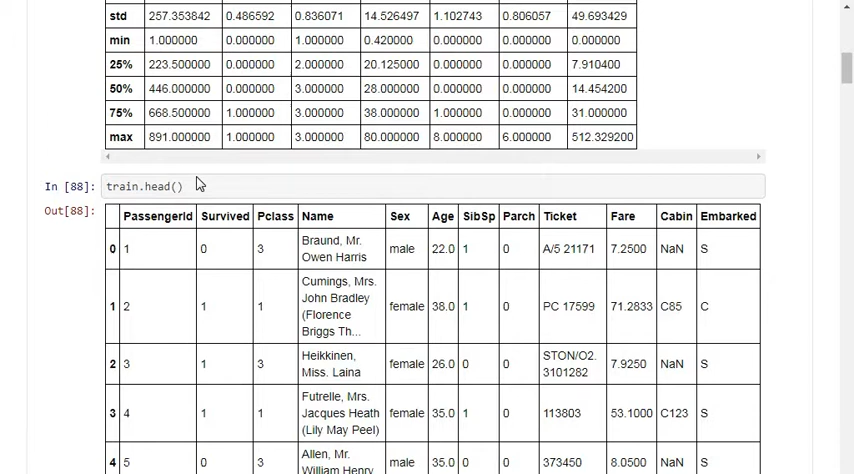 std 257.353842 0.486592 0.836071 14.526497 1.102743 0.806057 49.693429
min 1.000000 0.000000 1.000000 0.420000 0.000000 0.000000 0.000000
25% 223.500000 0.000000 2.000000 20.125000 0.000000 0.000000 7.910400
50% 446.000000 0.000000 3.000000 28.000000 0.000000 0.000000 14.454200
75% 668.500000 1.000000 3.000000 38.000000 1.000000 0.000000 31.000000
max 891.000000 1.000000 3.000000 80.000000 8.000000 6.000000 512.329200
In [88]: train.head()
Out[88]:
PassengerId Survived Pclass Name Sex Age SibSp Parch Ticket Fare Cabin Embarked
0 1 0 3 Braund, Mr. Owen Harris male 22.0 1 0 A/5 21171 7.2500 NaN S
1 2 1 1 Cumings, Mrs. John Bradley (Florence Briggs Th... female 38.0 1 0 PC 17599 71.2833 C85 C
2 3 1 3 Heikkinen, Miss. Laina female 26.0 0 0 STON/O2. 3101282 7.9250 NaN S
3 4 1 1 Futrelle, Mrs. Jacques Heath (Lily May Peel) female 35.0 1 0 113803 53.1000 C123 S
4 5 0 3 Allen, Mr. William Henry male 35.0 0 0 373450 8.0500 NaN S